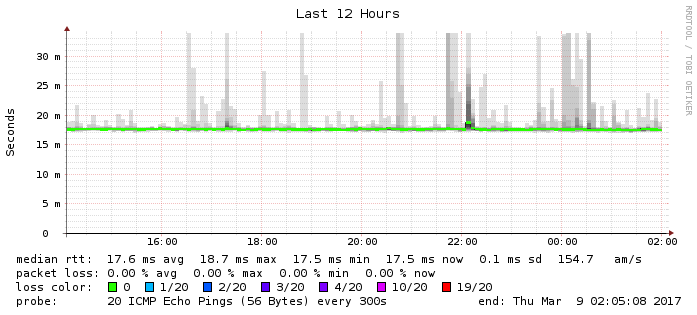 Last 12 Hours
RRDTOOL / TOBI OETIKER
Seconds
30 m
25 m
20 m
15 m
10 m
5 m
0
16:00 18:00 20:00 22:00 00:00 02:00
median rtt: 17.6 ms avg 18.7 ms max 17.5 ms min 17.5 ms now 0.1 ms sd 154.7 am/s
packet loss: 0.00 % avg 0.00 % max 0.00 % min 0.00 % now
loss color: 0 1/20 2/20 3/20 4/20 10/20 19/20
probe: 20 ICMP Echo Pings (56 Bytes) every 300s end: Thu Mar 9 02:05:08 2017